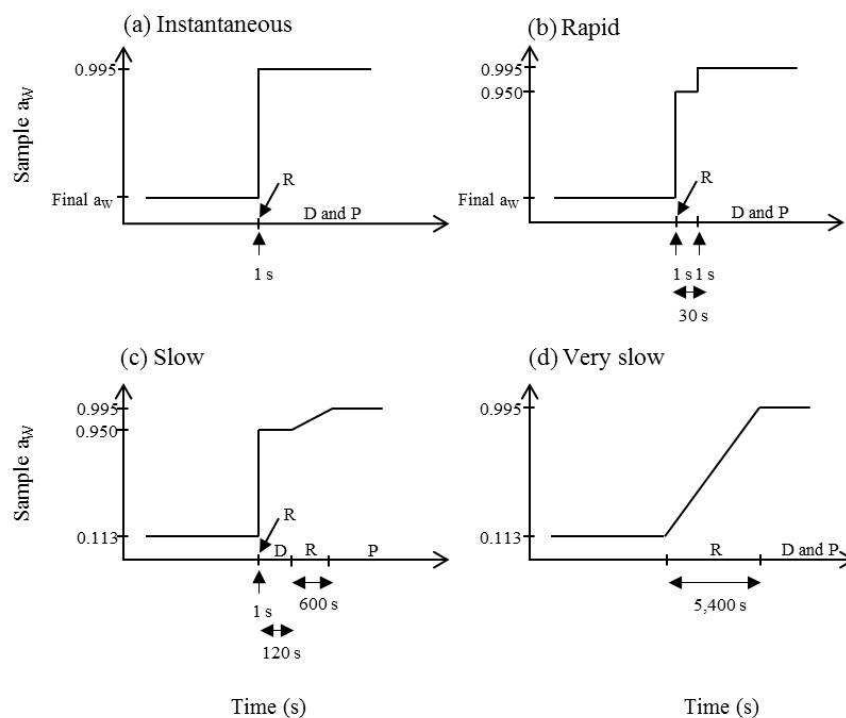 (a) Instantaneous
0.995
Sample aW
Final aW
R
D and P
1 s
(b) Rapid
0.995
0.950
Final aW
R
D and P
1 s 1 s
30 s
(c) Slow
0.995
0.950
Sample aW
0.113
R
D R P
1 s
600 s
120 s
Time (s)
(d) Very slow
0.995
0.113
R D and P
5,400 s
Time (s)